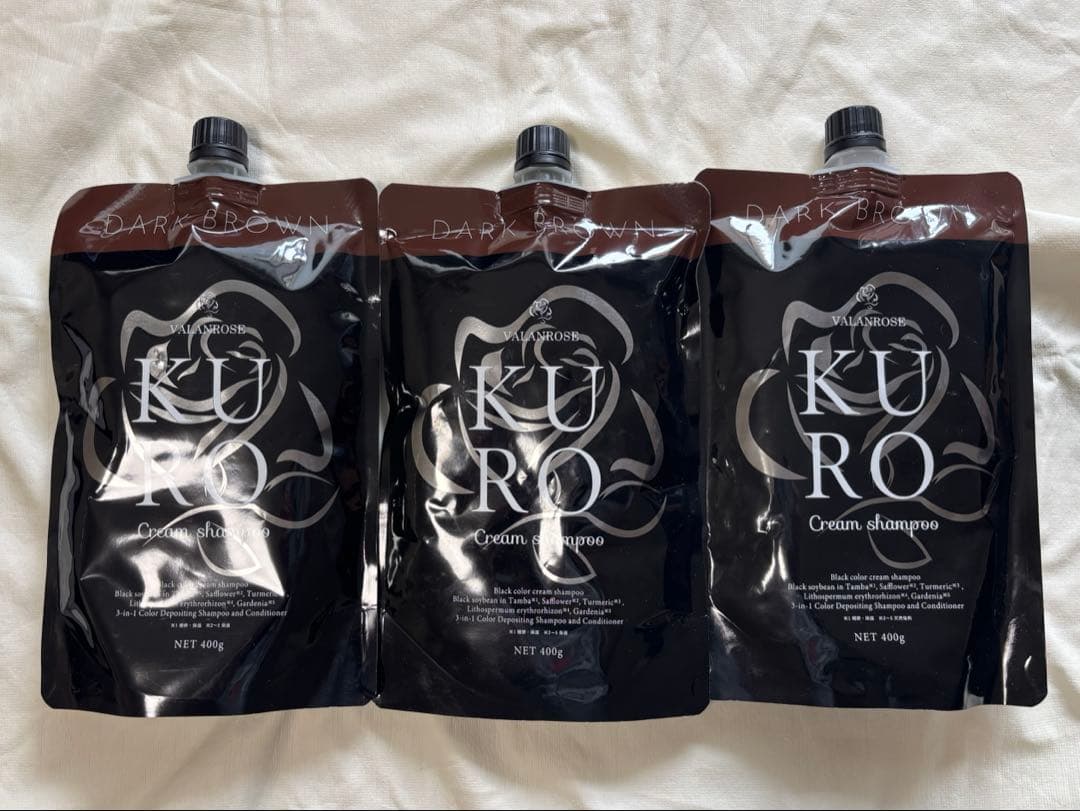 DARK BROWN
VALANROSE
KU
RO
Cream shampoo
Black color cream shampoo
Black soybean in Tamba※1, Safflower※2, Turmeric※3,
Lithospermum erythrorhizon※4, Gardenia※5
3-in-1 Color Depositing Shampoo and Conditioner
NET 400g
DARK BROWN
VALANROSE
KU
RO
Cream shampoo
Black color cream shampoo
Black soybean in Tamba※1, Safflower※2, Turmeric※3,
Lithospermum erythrorhizon※4, Gardenia※5
3-in-1 Color Depositing Shampoo and Conditioner
NET 400g
DARK BROWN
VALANROSE
KU
RO
Cream shampoo
Black color cream shampoo
Black soybean in Tamba※1, Safflower※2, Turmeric※3,
Lithospermum erythrorhizon※4, Gardenia※5
3-in-1 Color Depositing Shampoo and Conditioner
NET 400g